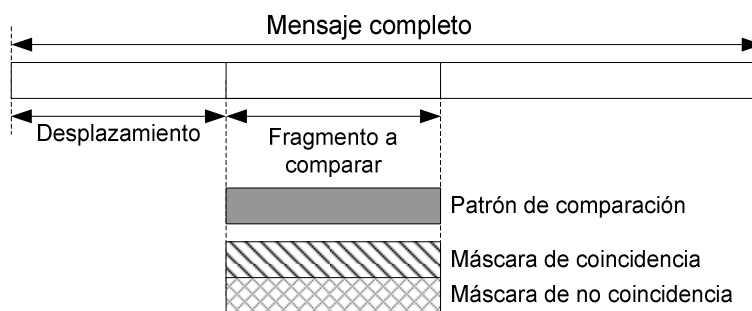 Mensaje completo
Desplazamiento
Fragmento a
comparar
Patrón de comparación
Máscara de coincidencia
Máscara de no coincidencia